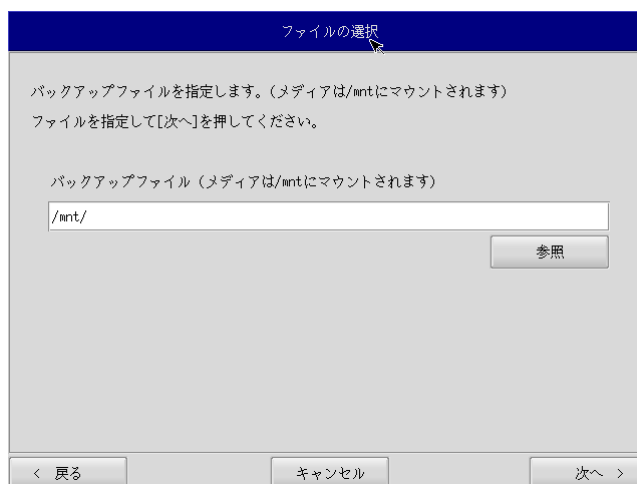 ファイルの選択
バックアップファイルを指定します。(メディアは/mntにマウントされます)
ファイルを指定して[次へ]を押してください。
バックアップファイル（メディアは/mntにマウントされます)
/mnt/
参照
< 戻る
キャンセル
次へ >